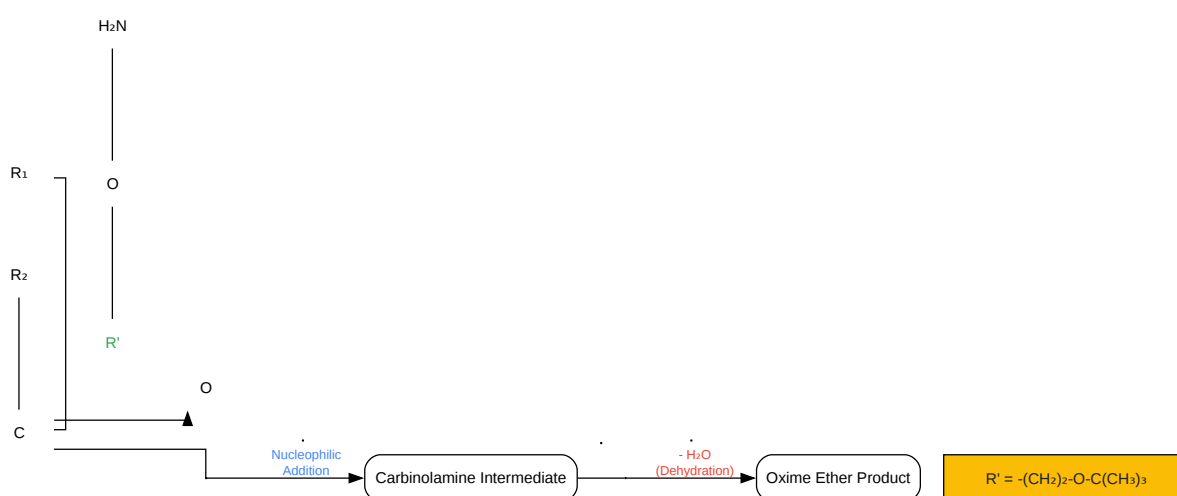 H₂N
R₁
O
R₂
R'
O
C
Nucleophilic
Addition
Carbinolamine Intermediate
- H₂O
(Dehydration)
Oxime Ether Product
R' = -(CH₂)₂-O-C(CH₃)₃